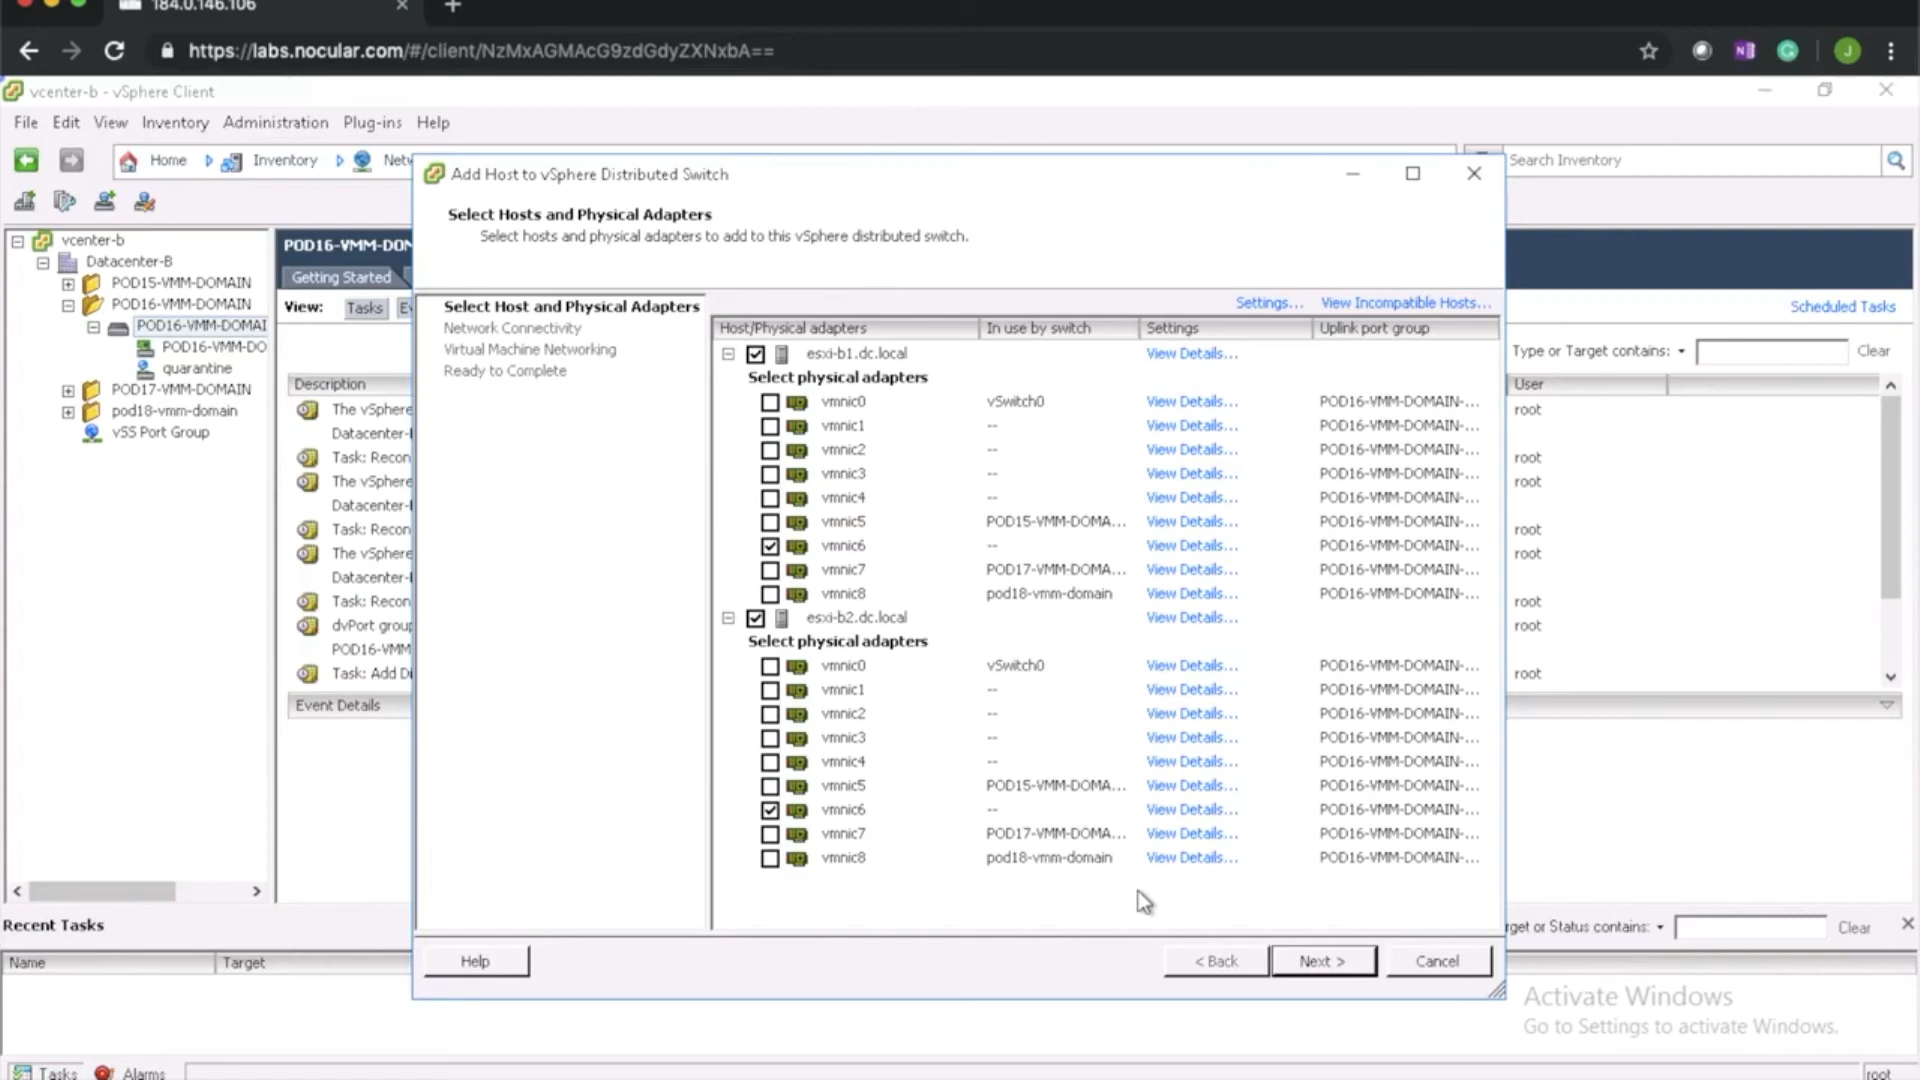 184.0.146.106
https://labs.nocular.com/#/client/NzMxAGMAcG9zdGdyZXNxbA==
J
vcenter-b - vSphere Client
File Edit View Inventory Administration Plug-ins Help
Home Inventory Netw
Search Inventory
Add Host to vSphere Distributed Switch
Select Hosts and Physical Adapters
Select hosts and physical adapters to add to this vSphere distributed switch.
vcenter-b
Datacenter-B
POD15-VMM-DOMAIN
POD16-VMM-DOMAIN
POD16-VMM-DOMAI
POD16-VMM-DO
quarantine
POD17-VMM-DOMAIN
pod18-vmm-domain
vSS Port Group
POD16-VMM-DOM
Getting Started
View: Tasks Ev
Scheduled Tasks
Type or Target contains: Clear
Description
User
The vSphere
Datacenter-
Task: Recon
The vSphere
Datacenter-
Task: Recon
The vSphere
Datacenter-
Task: Recon
dvPort group
POD16-VMM
Task: Add Di
root
root
root
root
root
root
root
root
Event Details
Select Host and Physical Adapters
Network Connectivity
Virtual Machine Networking
Ready to Complete
Settings... View Incompatible Hosts...
Host/Physical adapters In use by switch Settings Uplink port group
esxi-b1.dc.local View Details...
Select physical adapters
vmnic0 vSwitch0 View Details... POD16-VMM-DOMAIN-...
vmnic1 -- View Details... POD16-VMM-DOMAIN-...
vmnic2 -- View Details... POD16-VMM-DOMAIN-...
vmnic3 -- View Details... POD16-VMM-DOMAIN-...
vmnic4 -- View Details... POD16-VMM-DOMAIN-...
vmnic5 POD15-VMM-DOMA... View Details... POD16-VMM-DOMAIN-...
vmnic6 -- View Details... POD16-VMM-DOMAIN-...
vmnic7 POD17-VMM-DOMA... View Details... POD16-VMM-DOMAIN-...
vmnic8 pod18-vmm-domain View Details... POD16-VMM-DOMAIN-...
esxi-b2.dc.local View Details...
Select physical adapters
vmnic0 vSwitch0 View Details... POD16-VMM-DOMAIN-...
vmnic1 -- View Details... POD16-VMM-DOMAIN-...
vmnic2 -- View Details... POD16-VMM-DOMAIN-...
vmnic3 -- View Details... POD16-VMM-DOMAIN-...
vmnic4 -- View Details... POD16-VMM-DOMAIN-...
vmnic5 POD15-VMM-DOMA... View Details... POD16-VMM-DOMAIN-...
vmnic6 -- View Details... POD16-VMM-DOMAIN-...
vmnic7 POD17-VMM-DOMA... View Details... POD16-VMM-DOMAIN-...
vmnic8 pod18-vmm-domain View Details... POD16-VMM-DOMAIN-...
Help < Back Next > Cancel
Recent Tasks
rget or Status contains: Clear
Name Target
Activate Windows
Go to Settings to activate Windows.
Tasks Alarms
root